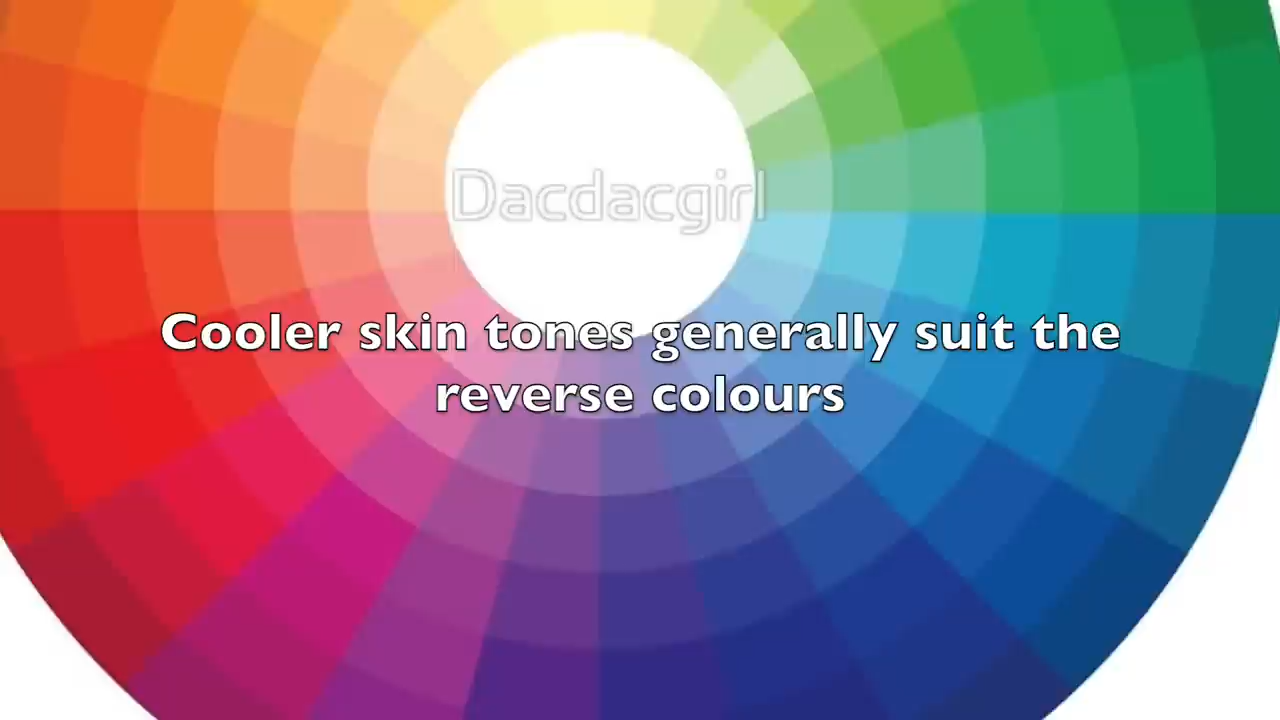 Dacdacgirl
Cooler skin tones generally suit the
reverse colours